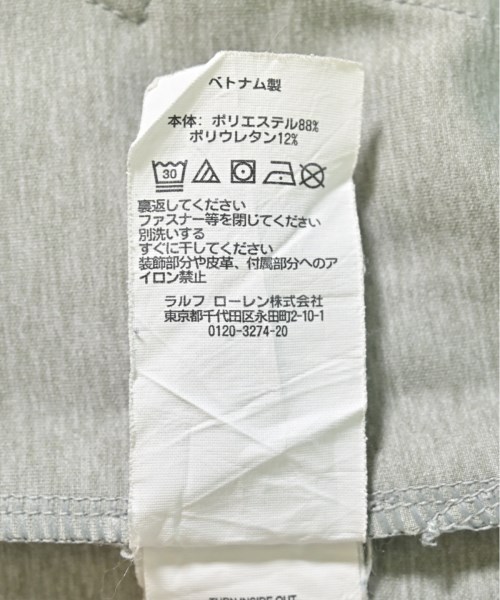 ベトナム製
本体: ポリエステル88%
ポリウレタン12%
30
裏返してください
ファスナー等を閉じてください
別洗いする
すぐに干してください
装飾部分や皮革、付属部分へのア
イロン禁止
ラルフ ローレン株式会社
東京都千代田区永田町2-10-1
0120-3274-20
TURN INSIDE OUT